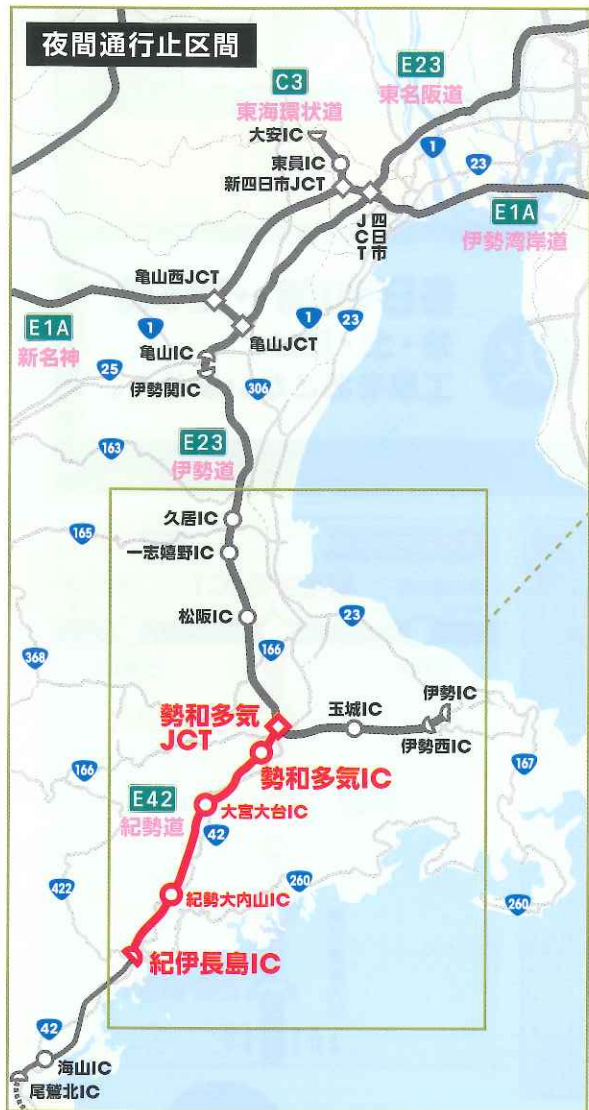 夜間通行止区間
E23
東名阪道
C3
東海環状道
大安IC
東員IC
新四日市JCT
1
23
四日市
JCT
E1A
伊勢湾岸道
亀山西JCT
E1A
新名神
1
亀山JCT
1
23
亀山IC
25
伊勢関IC
306
E23
伊勢道
163
久居IC
165
一志嬉野IC
松阪IC
23
166
368
勢和多気
JCT
玉城IC
伊勢IC
伊勢西IC
勢和多気IC
166
167
E42
紀勢道
大宮大台IC
42
422
紀勢大内山IC
260
260
紀伊長島IC
42
海山IC
尾鷲北IC